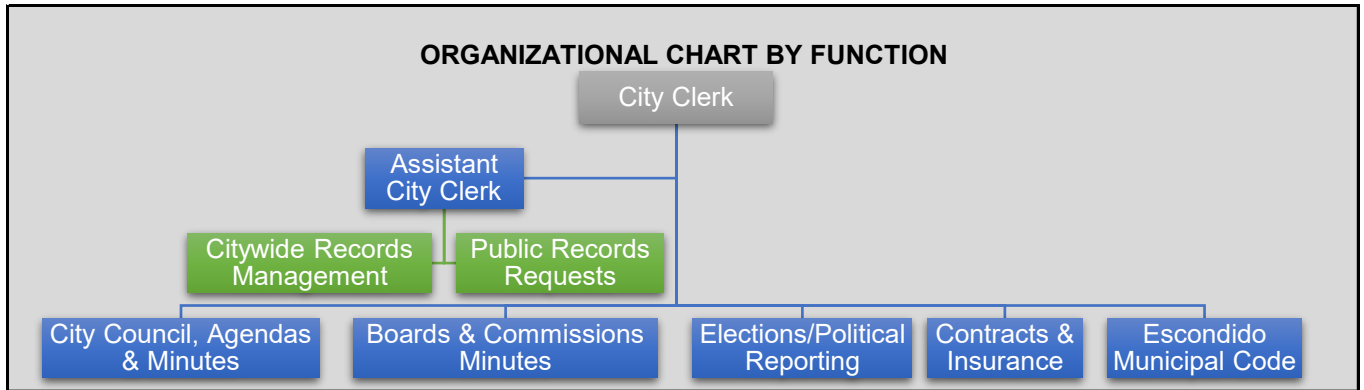 ORGANIZATIONAL CHART BY FUNCTION
City Clerk
Assistant
City Clerk
Citywide Records
Management
Public Records
Requests
City Council, Agendas
& Minutes
Boards & Commissions
Minutes
Elections/Political
Reporting
Contracts &
Insurance
Escondido
Municipal Code